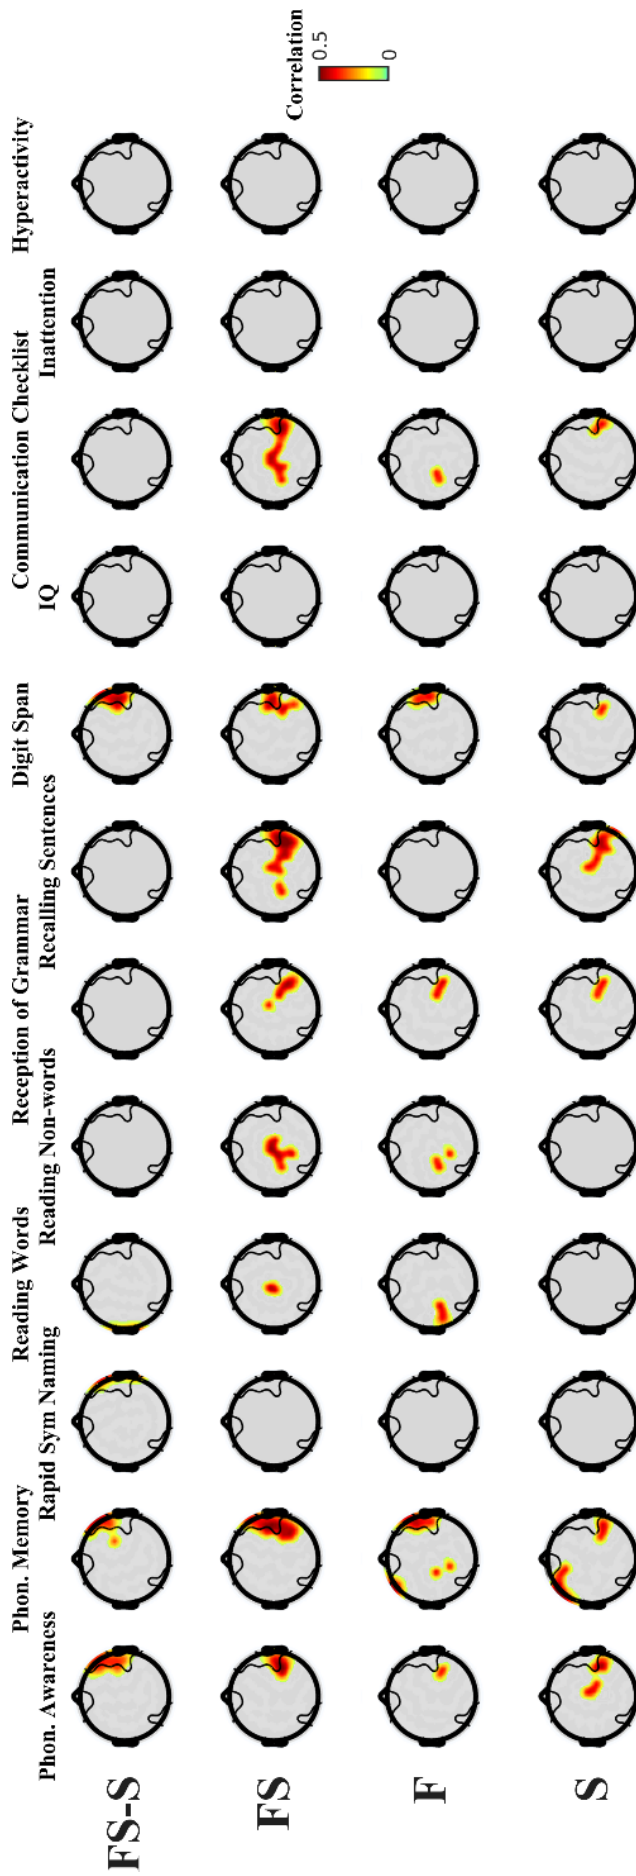 Phon. Memory Reading Words Reception of Grammar Digit Span Communication Checklist Hyperactivity
Phon. Awareness Rapid Sym Naming Reading Non-words Recalling Sentences IQ Inattention
FS-S
FS
Correlation
0.5
0
F
S